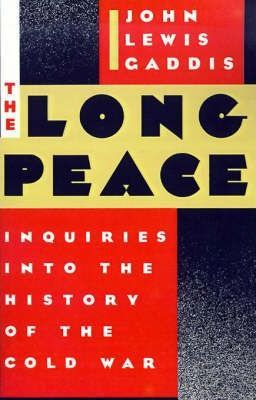 JOHN
LEWIS
GADDIS
THE
LONG
PEACE
INQUIRIES
INTO THE
HISTORY
OF THE
COLD WAR